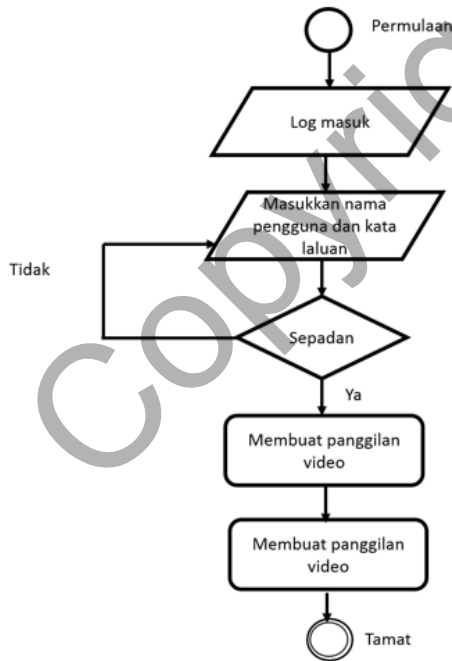 Permulaan
Log masuk
Masukkan nama
pengguna dan kata
laluan
Tidak
Sepadan
Ya
Membuat panggilan
video
Membuat panggilan
video
Tamat
Copyrig